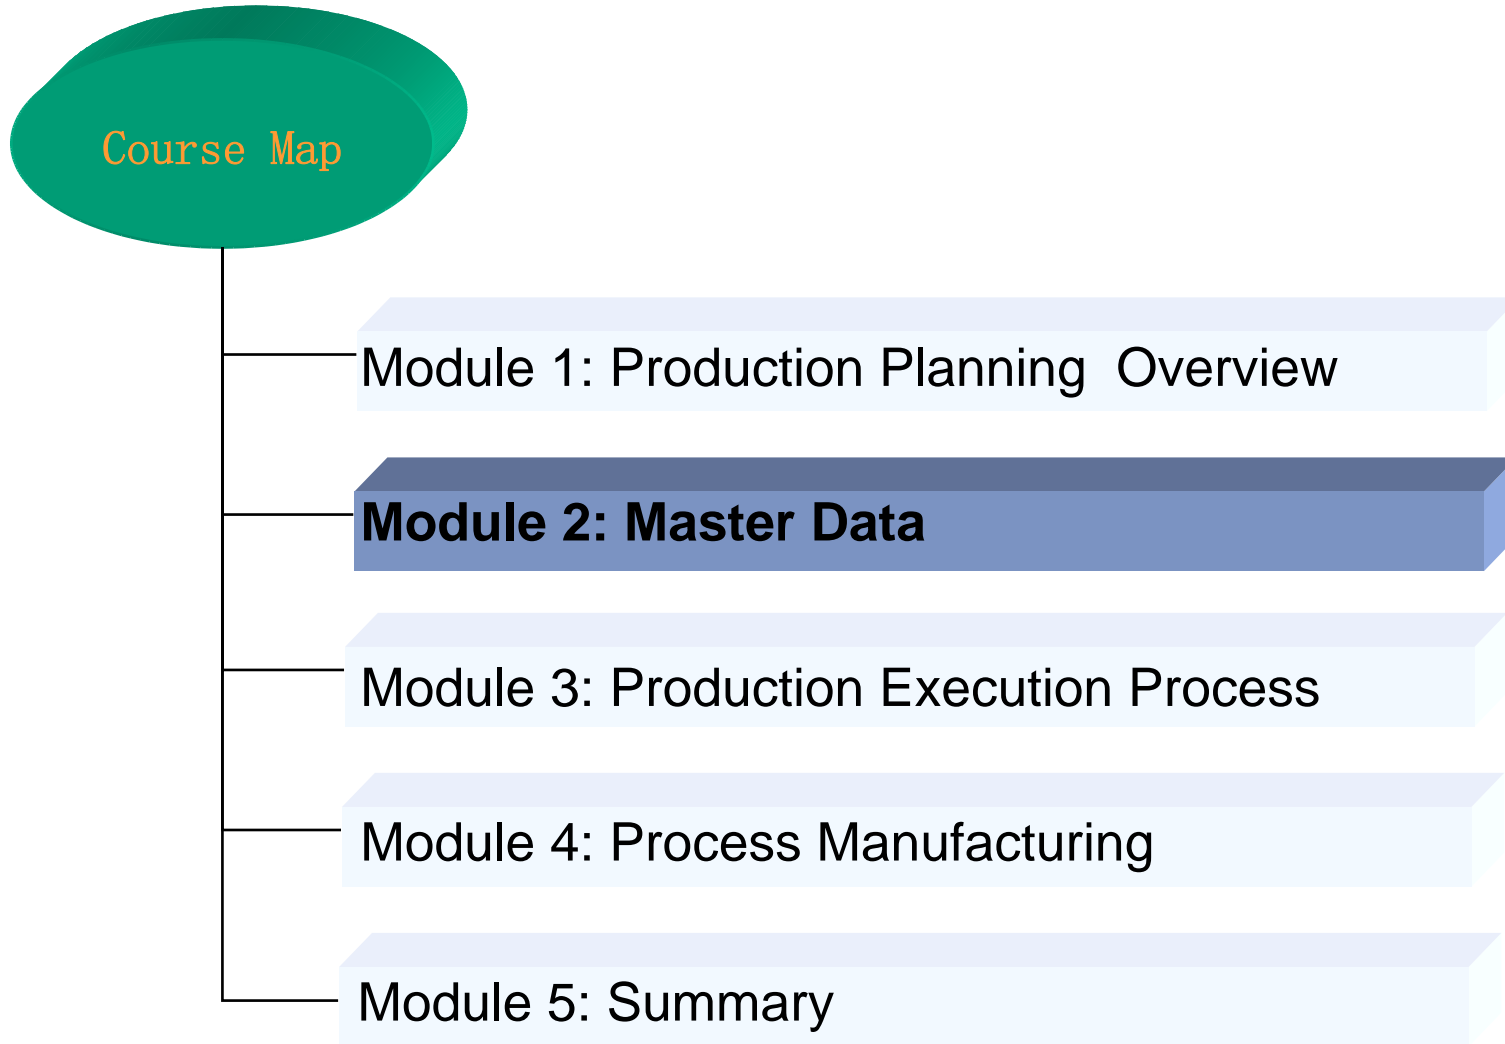 Course Map
Module 1: Production Planning  Overview
Module 2: Master Data
Module 3: Production Execution Process
Module 4: Process Manufacturing
Module 5: Summary